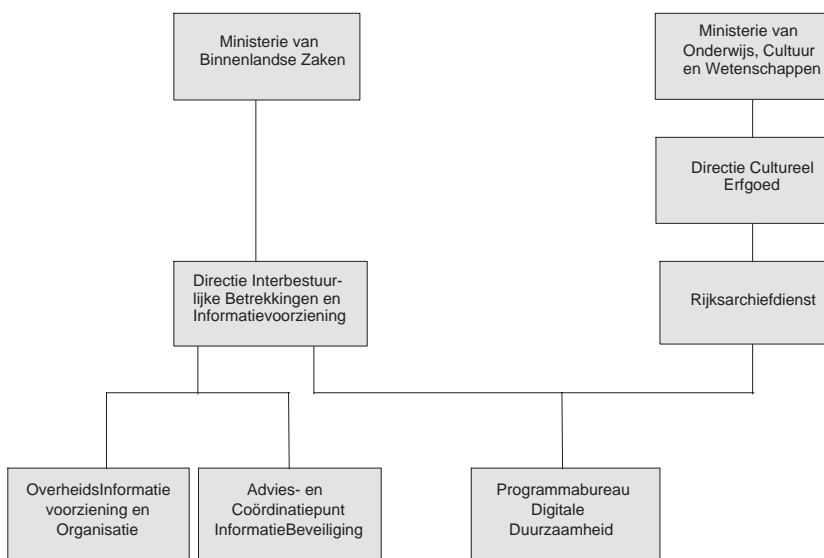 Ministerie van
Binnenlandse Zaken
Ministerie van
Onderwijs, Cultuur
en Wetenschappen
Directie Cultureel
Erfgoed
Directie Interbestuur-
lijke Betrekkingen en
Informatievoorziening
Rijksarchiefdienst
OverheidsInformatie
voorziening en
Organisatie
Advies- en
Coördinatiepunt
InformatieBeveiliging
Programmabureau
Digitale
Duurzaamheid